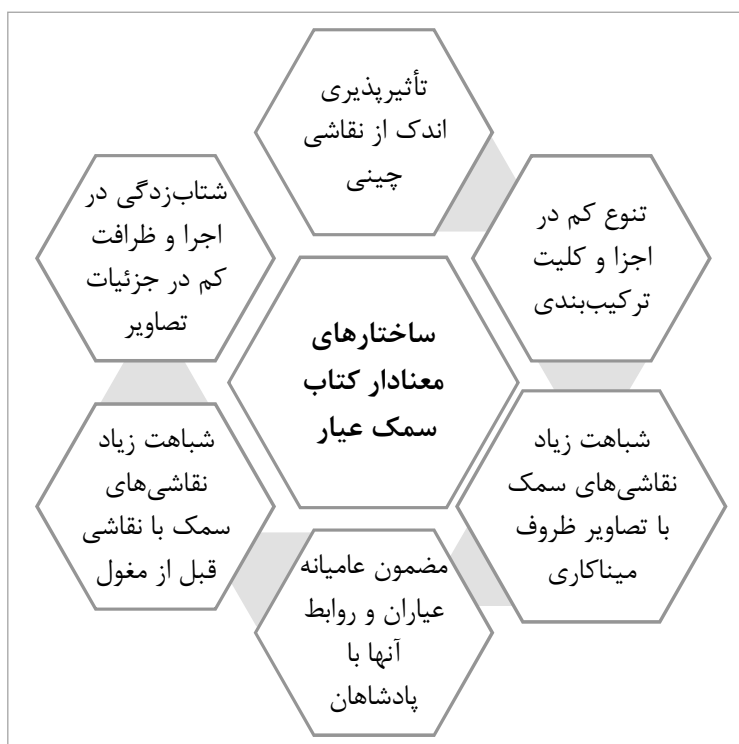 تأثیرپذیری
اندک از نقاشی
چینی
تنوع کم در
اجزا و کلیت
ترکیب‌بندی
شباهت زیاد
نقاشی‌های سمک
با تصاویر ظروف
میناکاری
مضمون عامیانه
عیاران و روابط
آنها با
پادشاهان
شباهت زیاد
نقاشی‌های
سمک با نقاشی
قبل از مغول
شتاب‌زدگی در
اجرا و ظرافت
کم در جزئیات
تصاویر
ساختارهای
معنادار کتاب
سمک عیار